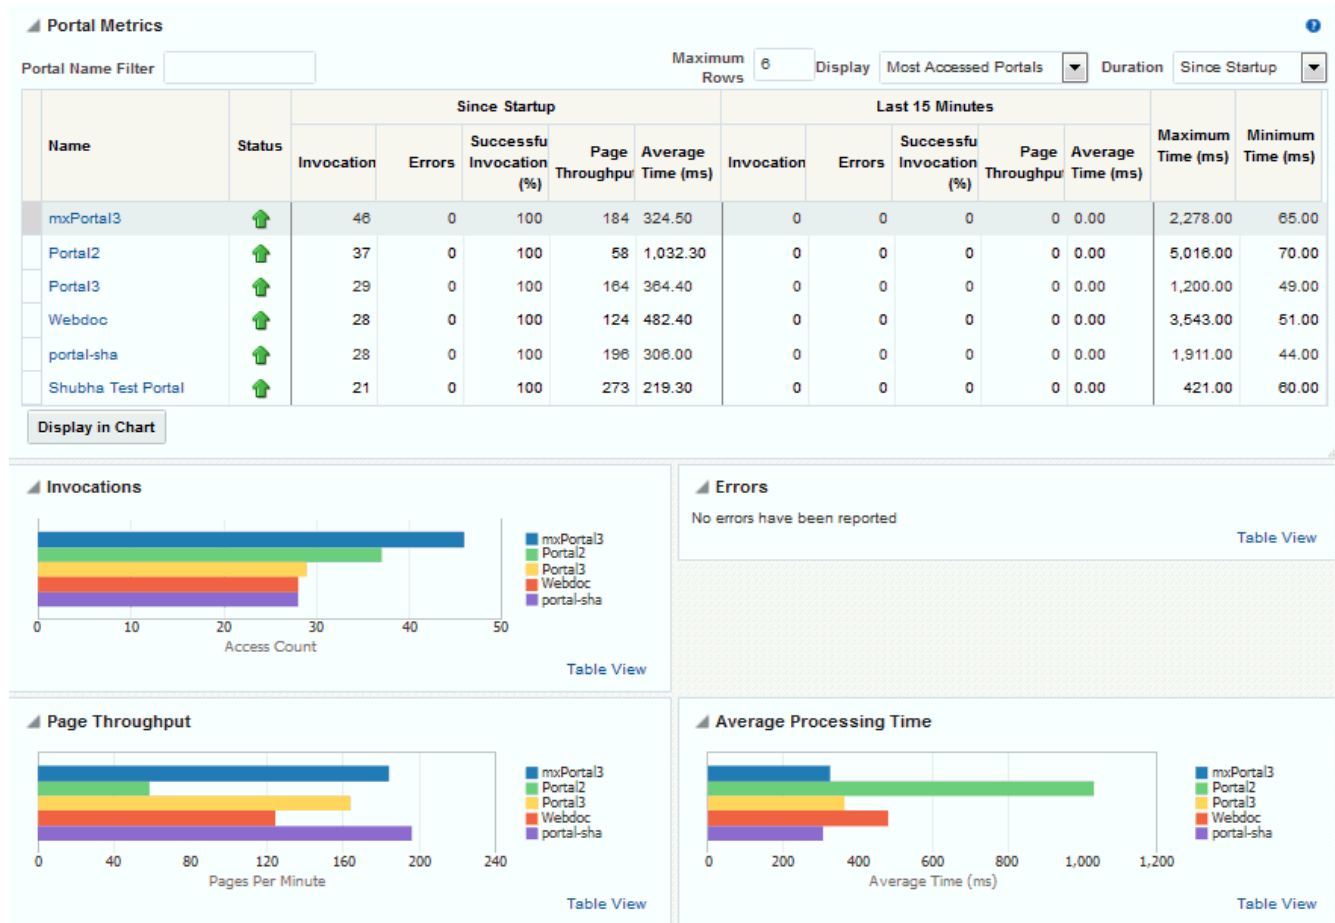 Portal Metrics
Portal Name Filter Maximum Rows 6 Display Most Accessed Portals Duration Since Startup
Name Status Since Startup Last 15 Minutes Maximum Time (ms) Minimum Time (ms)
Invocation Errors Successfu Invocation (%) Page Throughpu Average Time (ms) Invocation Errors Successfu Invocation (%) Page Throughpu Average Time (ms)
mxPortal3 46 0 100 184 324.50 0 0 0 0 0.00 2,278.00 65.00
Portal2 37 0 100 58 1,032.30 0 0 0 0 0.00 5,016.00 70.00
Portal3 29 0 100 164 364.40 0 0 0 0 0.00 1,200.00 49.00
Webdoc 28 0 100 124 482.40 0 0 0 0 0.00 3,543.00 51.00
portal-sha 28 0 100 196 306.00 0 0 0 0 0.00 1,911.00 44.00
Shubha Test Portal 21 0 100 273 219.30 0 0 0 0 0.00 421.00 60.00
Display in Chart
Invocations
mxPortal3
Portal2
Portal3
Webdoc
portal-sha
0 10 20 30 40 50
Access Count
Table View
Errors
No errors have been reported
Table View
Page Throughput
mxPortal3
Portal2
Portal3
Webdoc
portal-sha
0 40 80 120 160 200 240
Pages Per Minute
Table View
Average Processing Time
mxPortal3
Portal2
Portal3
Webdoc
portal-sha
0 200 400 600 800 1,000 1,200
Average Time (ms)
Table View